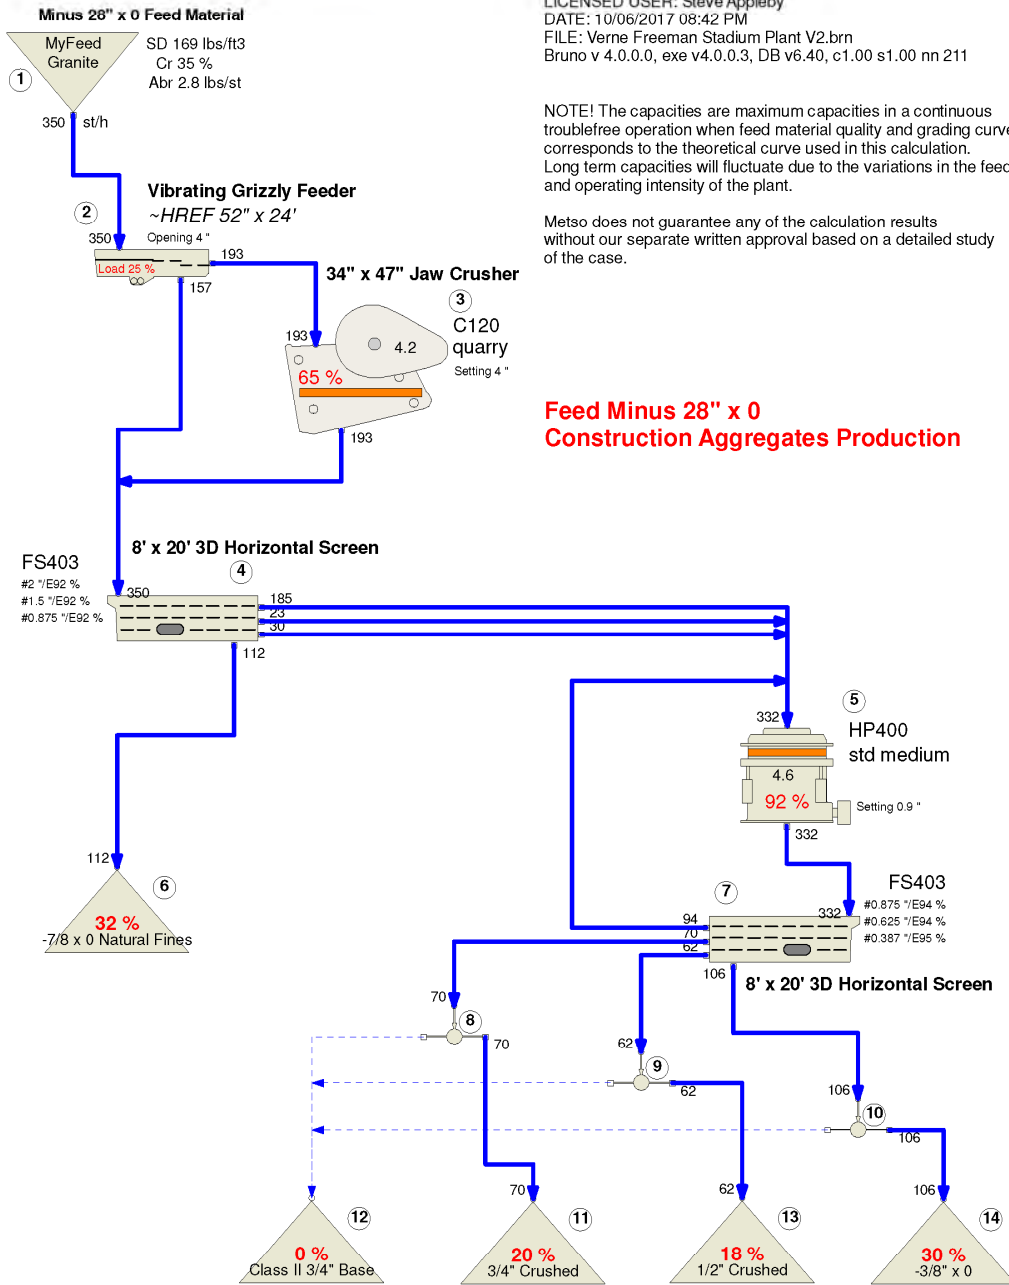 Minus 28" x 0 Feed Material
MyFeed
Granite
SD 169 lbs/ft3
Cr 35 %
Abr 2.8 lbs/st
1
350 st/h
LICENSED USER: Steve Appleby
DATE: 10/06/2017 08:42 PM
FILE: Verne Freeman Stadium Plant V2.brn
Bruno v 4.0.0.0, exe v4.0.0.3, DB v6.40, c1.00 s1.00 nn 211
NOTE! The capacities are maximum capacities in a continuous
troublefree operation when feed material quality and grading curve
corresponds to the theoretical curve used in this calculation.
Long term capacities will fluctuate due to the variations in the feed
and operating intensity of the plant.
Metso does not guarantee any of the calculation results
without our separate written approval based on a detailed study
of the case.
Vibrating Grizzly Feeder
2
~HREF 52" x 24'
350
Opening 4 "
193
Load 25 %
157
34" x 47" Jaw Crusher
3
C120
quarry
Setting 4 "
193
4.2
65 %
193
Feed Minus 28" x 0
Construction Aggregates Production
8' x 20' 3D Horizontal Screen
4
FS403
#2 "/E92 %
#1.5 "/E92 %
#0.875 "/E92 %
350
185
23
30
112
5
332
HP400
std medium
4.6
92 %
Setting 0.9 "
332
112
6
32 %
-7/8 x 0 Natural Fines
7
FS403
#0.875 "/E94 %
#0.625 "/E94 %
#0.387 "/E95 %
332
94
70
62
106
8' x 20' 3D Horizontal Screen
70
8
70
62
9
62
106
10
106
12
0 %
Class II 3/4" Base
70
11
20 %
3/4" Crushed
62
13
18 %
1/2" Crushed
106
14
30 %
-3/8" x 0